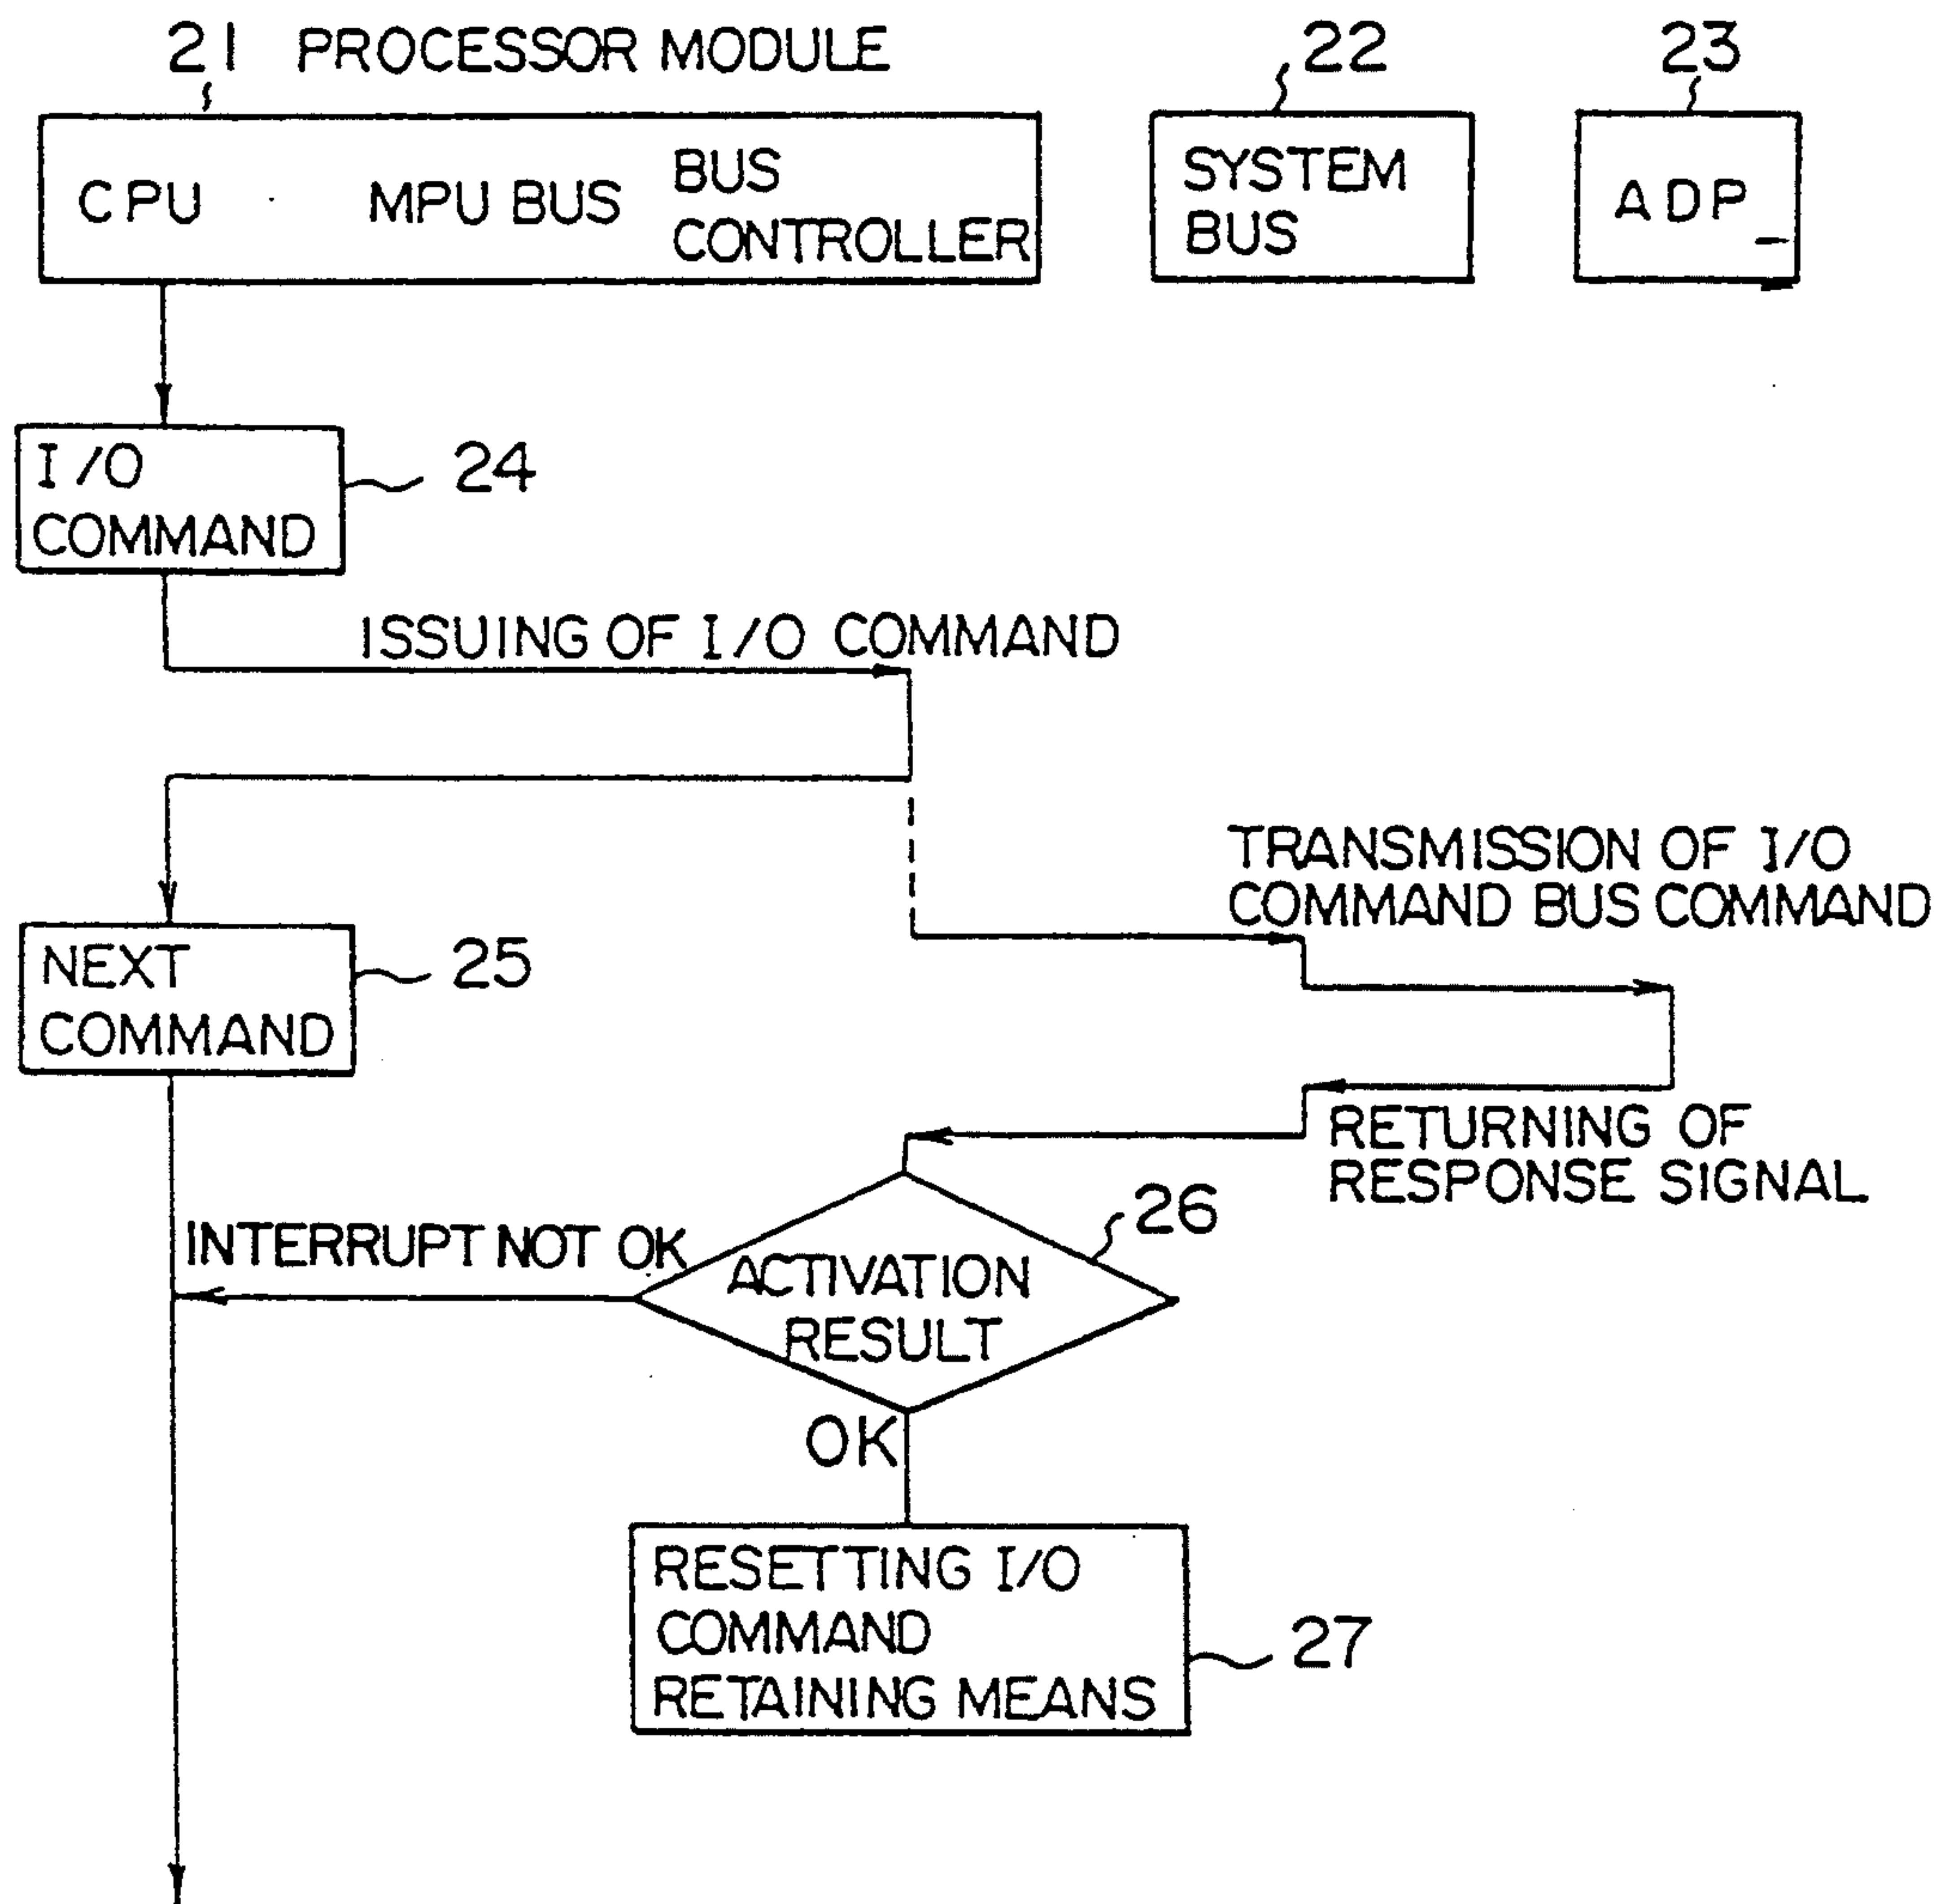 21 PROCESSOR MODULE
22
23
CPU
MPU BUS
BUS
CONTROLLER
SYSTEM
BUS
ADP
I/O
COMMAND
24
ISSUING OF I/O COMMAND
TRANSMISSION OF I/O
COMMAND BUS COMMAND
NEXT
COMMAND
25
RETURNING OF
RESPONSE SIGNAL
26
INTERRUPT NOT OK
ACTIVATION
RESULT
OK
RESETTING I/O
COMMAND
RETAINING MEANS
27